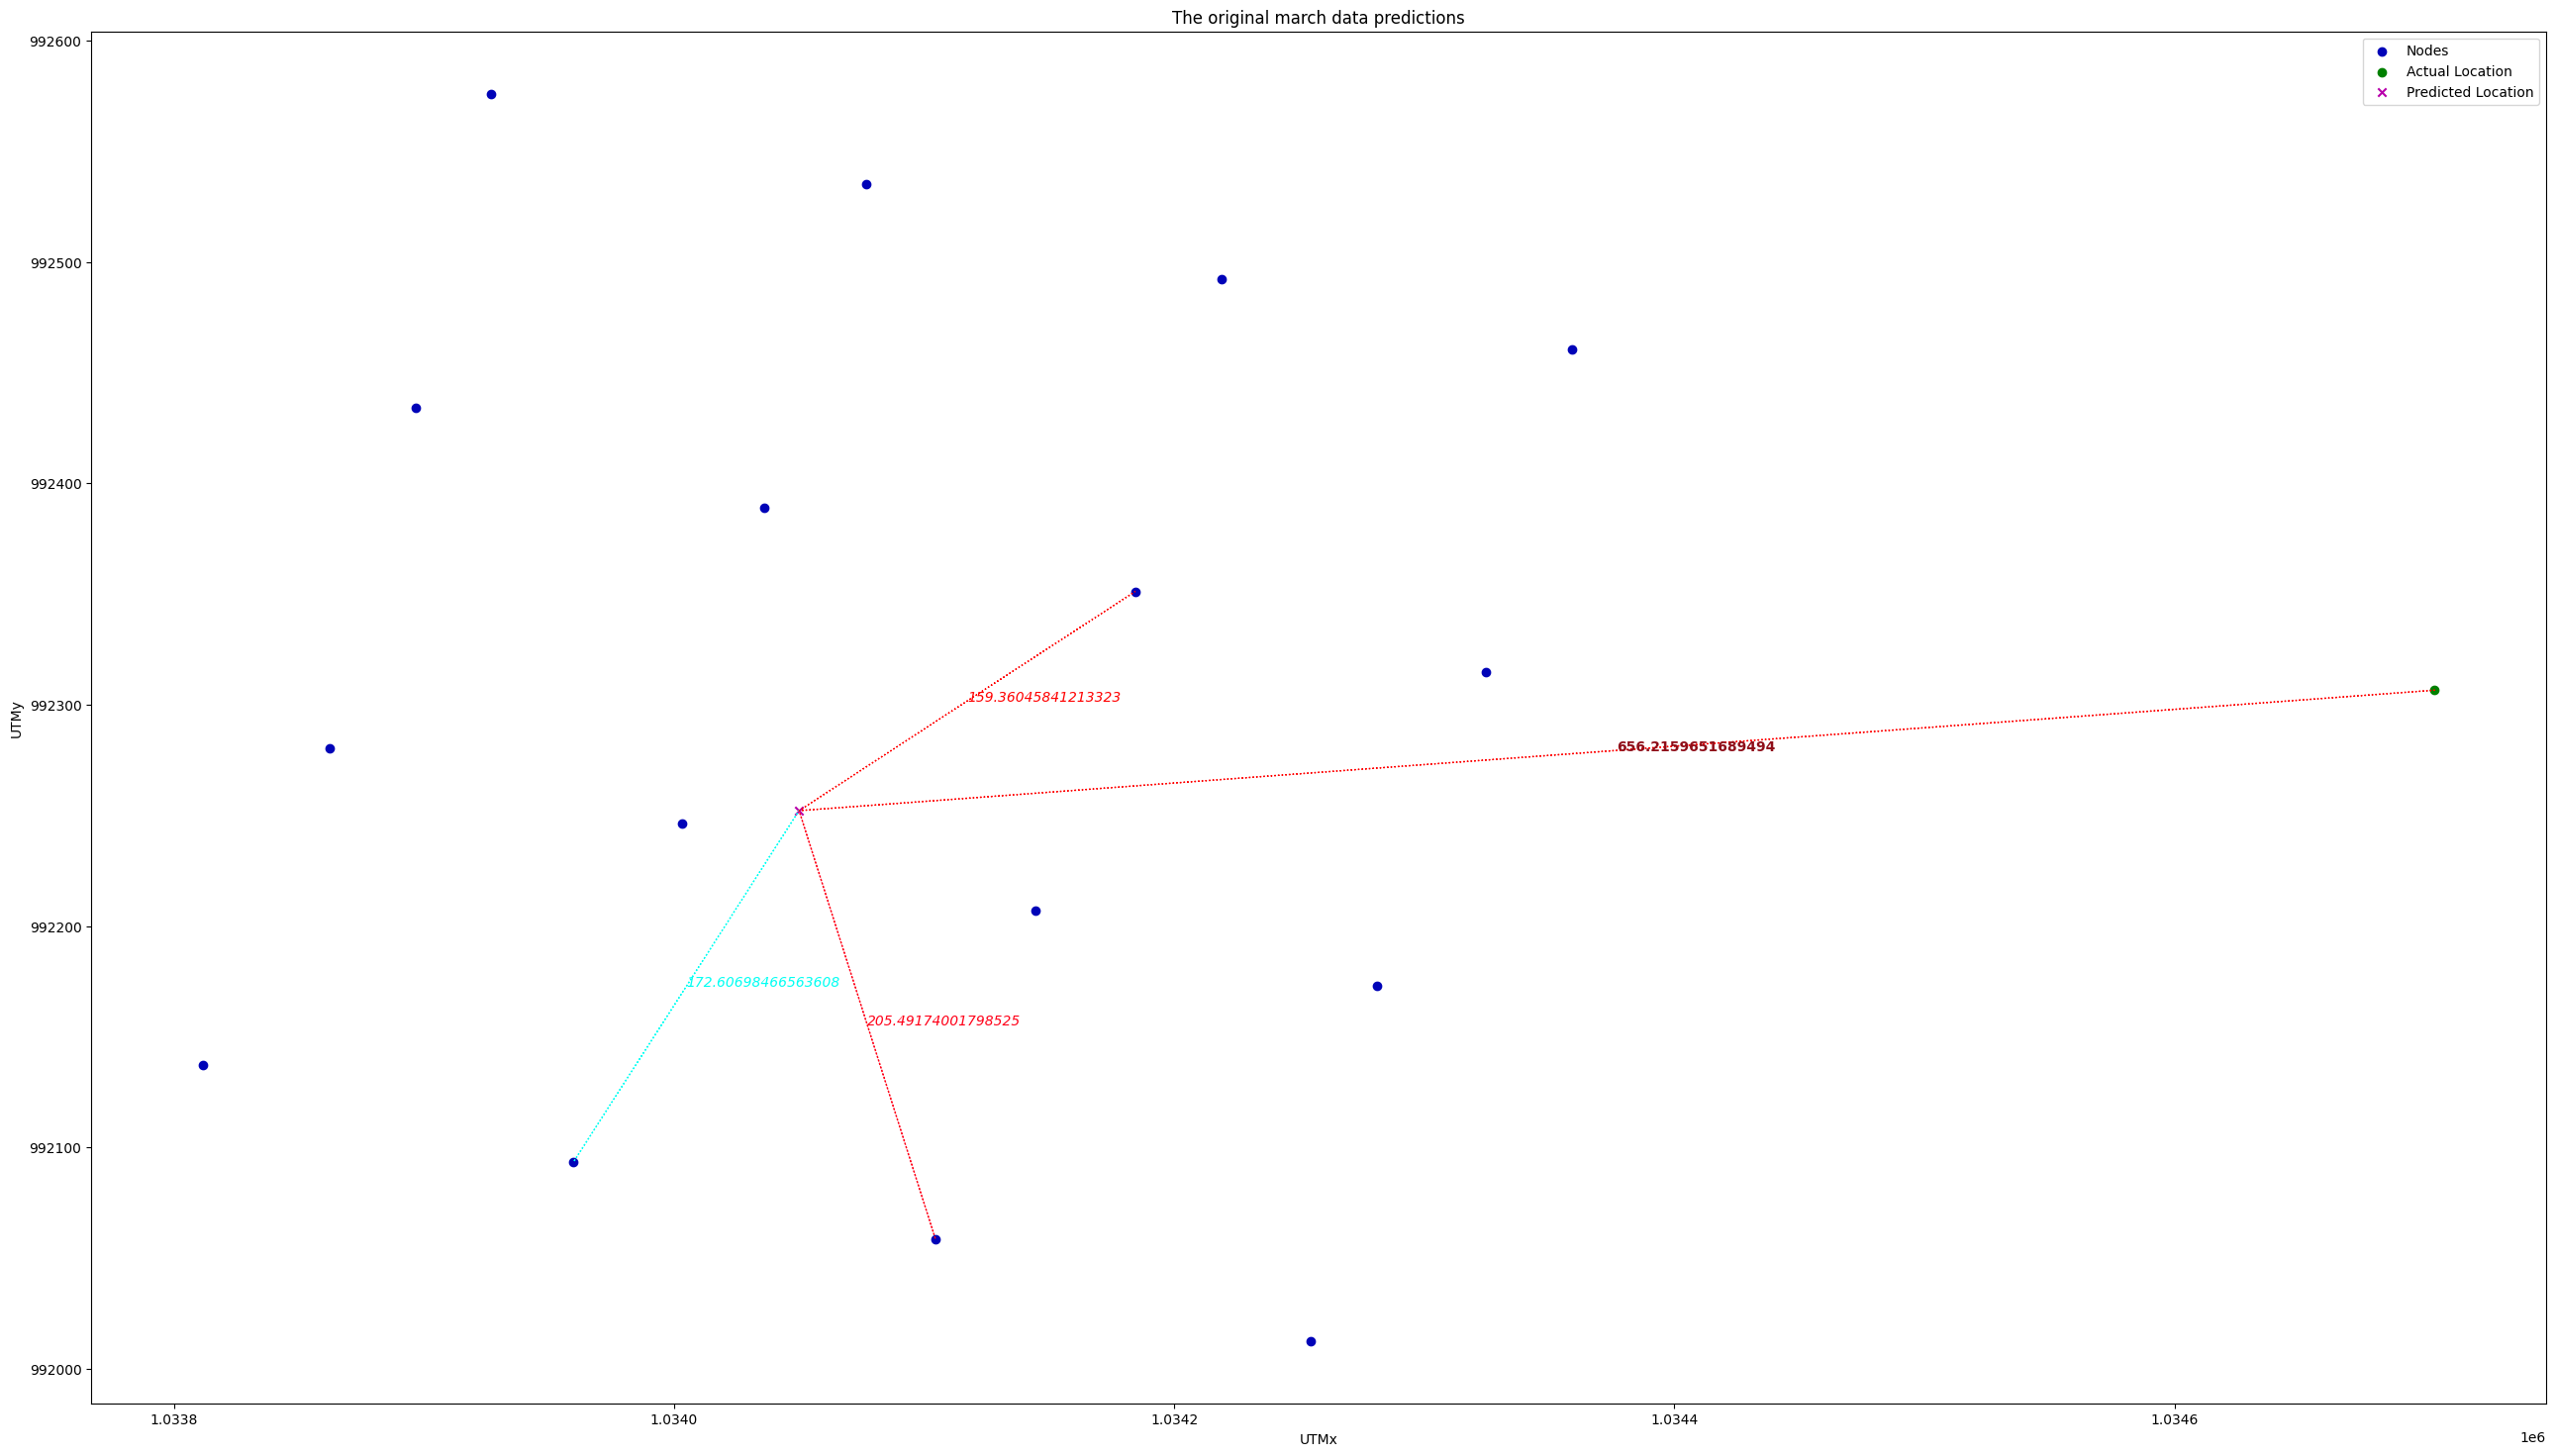 The original march data predictions
Nodes
Actual Location
Predicted Location
992600
992500
992400
992300
992200
992100
992000
UTMy
159.36045841213323
656.2159651689494
172.60698466563608
205.49174001798525
1.0338
1.0340
1.0342
1.0344
1.0346
UTMx
1e6